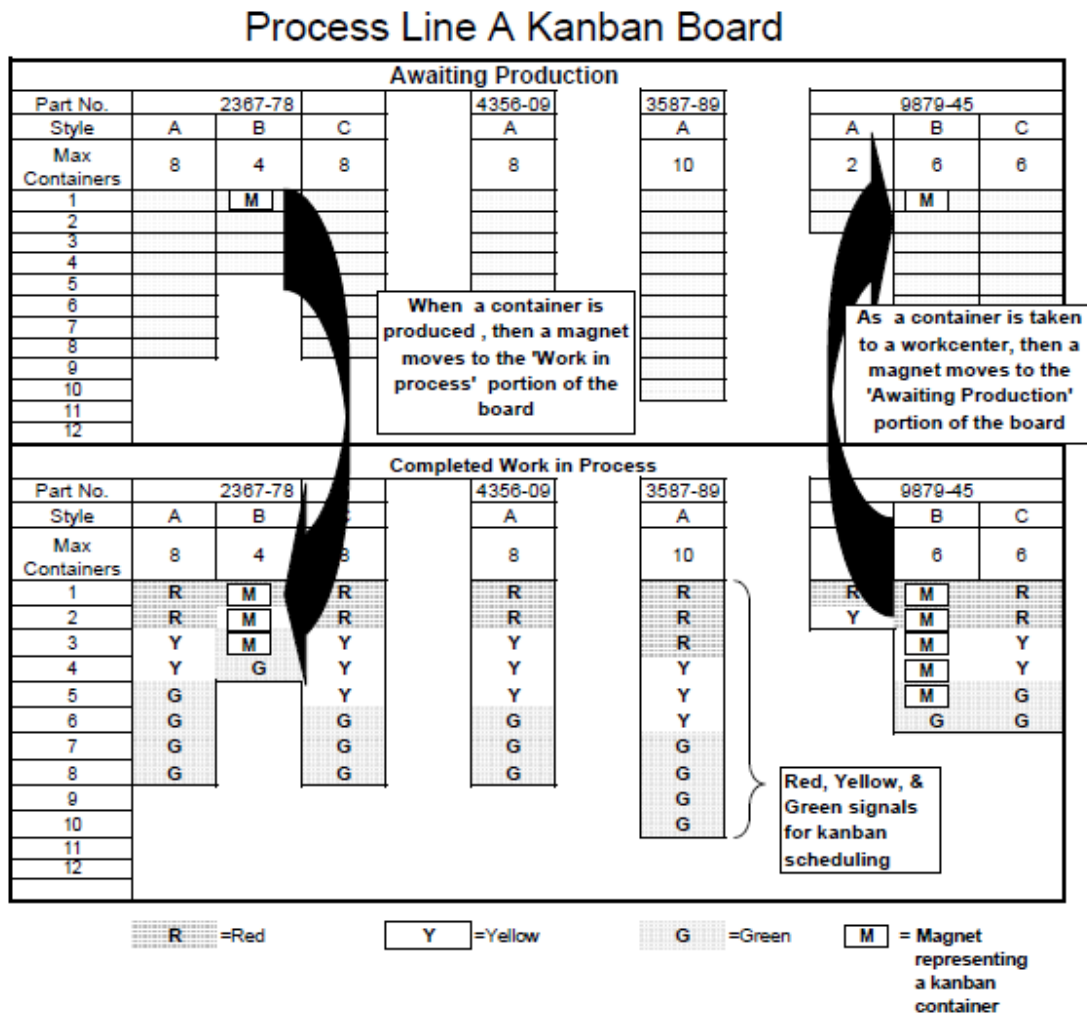 Process Line A Kanban Board
Awaiting Production
Part No. 2367-78 4356-09 3587-89 9879-45
Style A B C A A A B C
Max
Containers 8 4 8 8 10 2 6 6
1 M M
2
3
4
5
6
7
8
9
10
11
12
When a container is
produced , then a magnet
moves to the 'Work in
process' portion of the
board
As a container is taken
to a workcenter, then a
magnet moves to the
'Awaiting Production'
portion of the board
Completed Work in Process
Part No. 2367-78 4356-09 3587-89 9879-45
Style A B A A B C
Max
Containers 8 4 8 8 10 6 6
1 R M R R R R M R
2 R M R R R Y M R
3 Y M Y Y R M Y
4 Y G Y Y Y M Y
5 G Y Y Y M G
6 G G G Y G G
7 G G G G
8 G G G G
9 G
10 G
11
12
Red, Yellow, &
Green signals
for kanban
scheduling
R =Red Y =Yellow G =Green M = Magnet
representing
a kanban
container